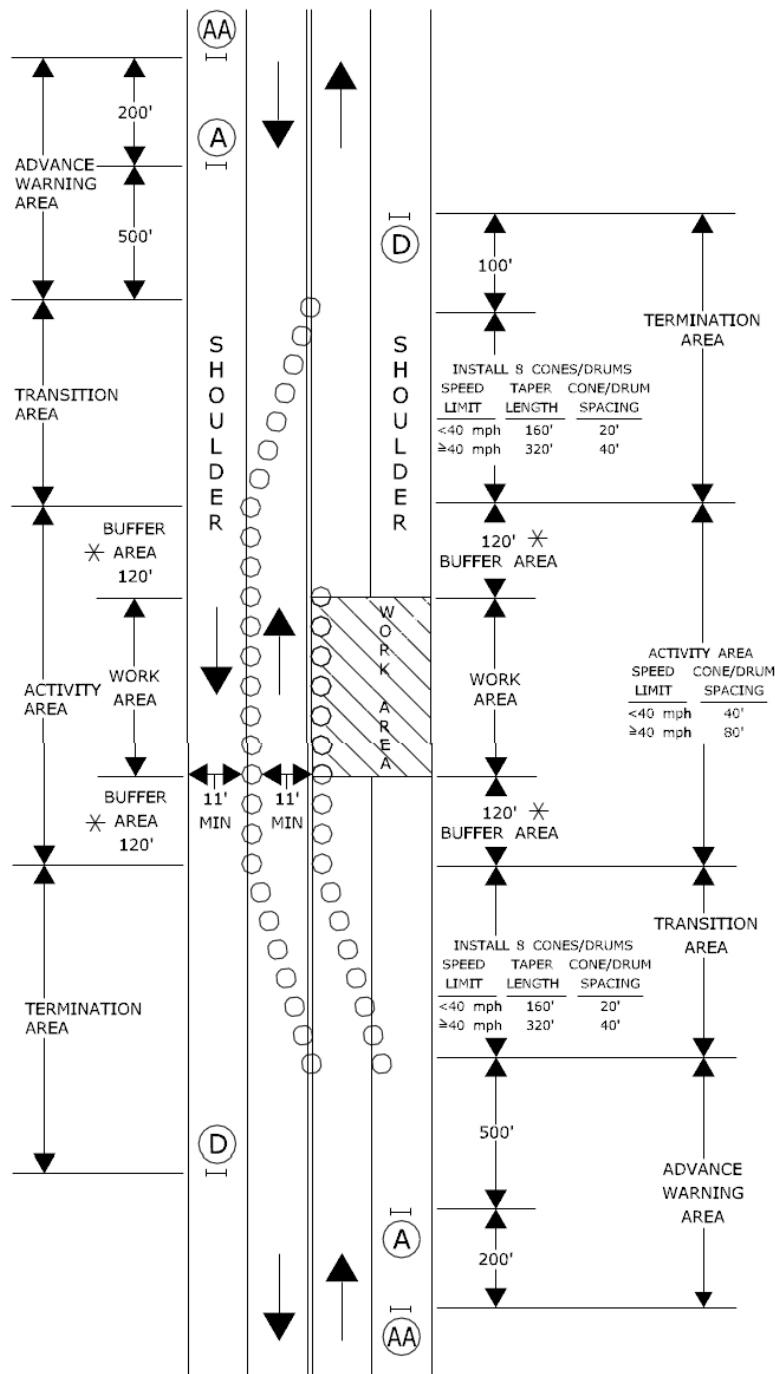 AA
200'
A
ADVANCE
WARNING
AREA
500'
D
100'
TERMINATION
AREA
SHOULDER
SHOULDER
TRANSITION
AREA
INSTALL 8 CONES/DRUMS
SPEED TAPER CONE/DRUM
LIMIT LENGTH SPACING
<40 mph 160' 20'
≥40 mph 320' 40'
BUFFER
* AREA
120'
120' *
BUFFER AREA
WORK AREA
WORK
AREA
ACTIVITY
AREA
WORK
AREA
ACTIVITY AREA
SPEED CONE/DRUM
LIMIT SPACING
<40 mph 40'
≥40 mph 80'
11'
MIN
11'
MIN
BUFFER
* AREA
120'
120' *
BUFFER AREA
TRANSITION
AREA
INSTALL 8 CONES/DRUMS
SPEED TAPER CONE/DRUM
LIMIT LENGTH SPACING
<40 mph 160' 20'
≥40 mph 320' 40'
TERMINATION
AREA
D
500'
ADVANCE
WARNING
AREA
A
200'
AA